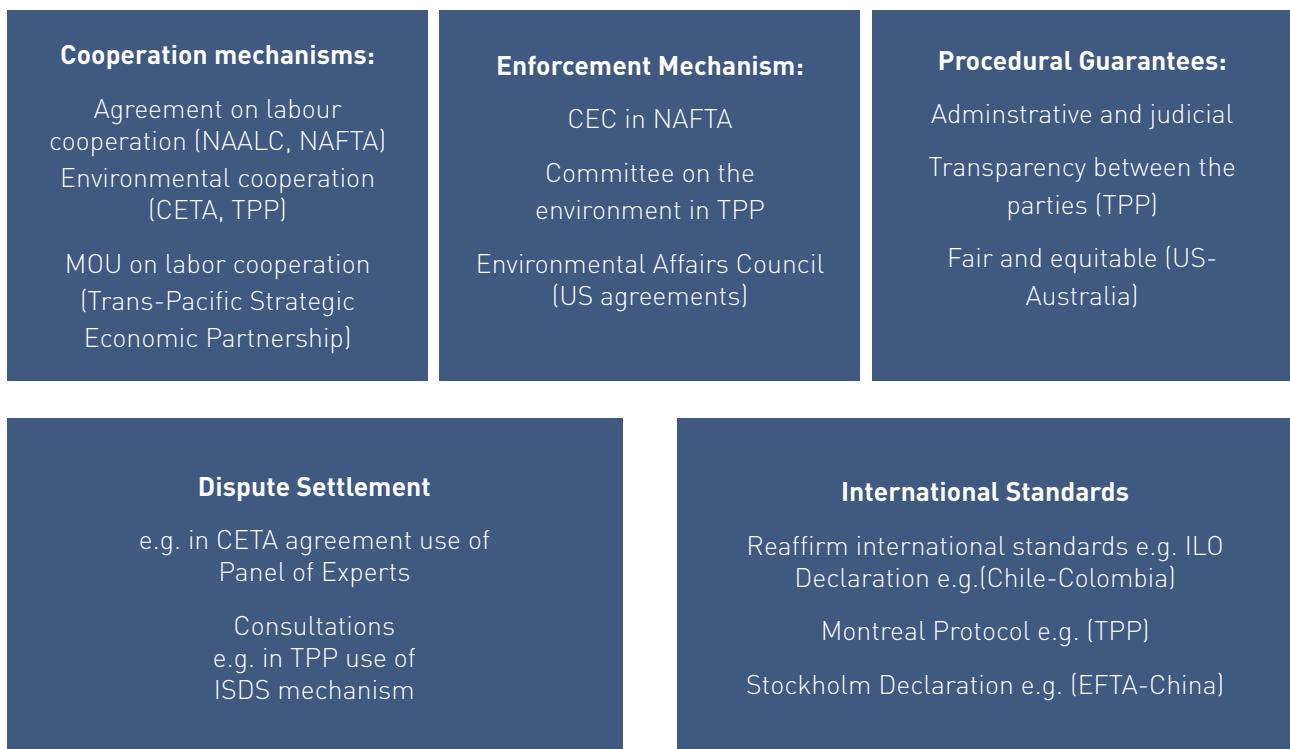 Cooperation mechanisms:
Agreement on labour
cooperation (NAALC, NAFTA)
Environmental cooperation
(CETA, TPP)
MOU on labor cooperation
(Trans-Pacific Strategic
Economic Partnership)
Enforcement Mechanism:
CEC in NAFTA
Committee on the
environment in TPP
Environmental Affairs Council
(US agreements)
Procedural Guarantees:
Adminstrative and judicial
Transparency between the
parties (TPP)
Fair and equitable (US-
Australia)
Dispute Settlement
e.g. in CETA agreement use of
Panel of Experts
Consultations
e.g. in TPP use of
ISDS mechanism
International Standards
Reaffirm international standards e.g. ILO
Declaration e.g.(Chile-Colombia)
Montreal Protocol e.g. (TPP)
Stockholm Declaration e.g. (EFTA-China)